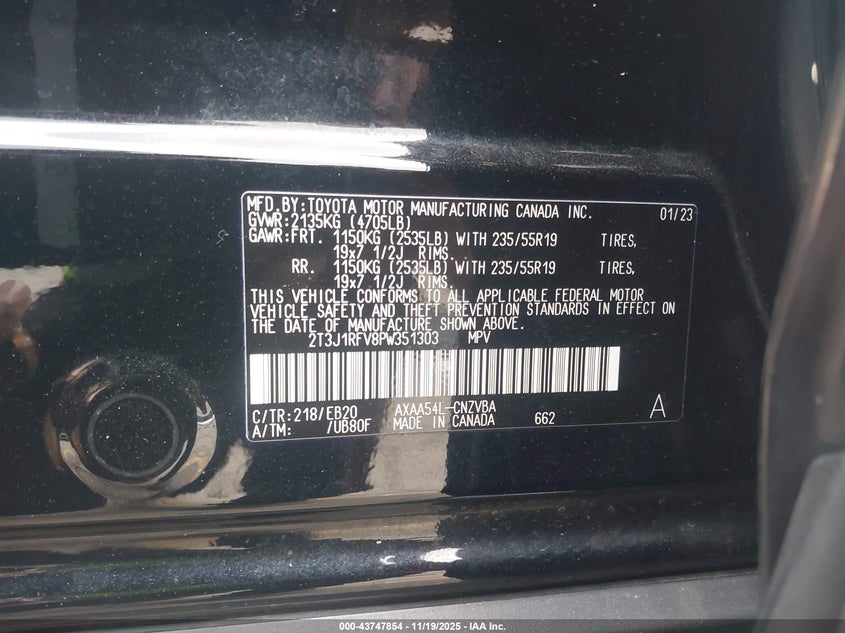 MFD.BY:TOYOTA MOTOR MANUFACTURING CANADA INC. 01/23
GVWR:2135KG (4705LB)
GAWR:FRT. 1150KG (2535LB) WITH 235/55R19 TIRES,
19x7 1/2J RIMS.
RR. 1150KG (2535LB) WITH 235/55R19 TIRES,
19x7 1/2J RIMS.
THIS VEHICLE CONFORMS TO ALL APPLICABLE FEDERAL MOTOR
VEHICLE SAFETY AND THEFT PREVENTION STANDARDS IN EFFECT ON
THE DATE OF MANUFACTURE SHOWN ABOVE.
2T3J1RFV8PW351303 MPV
C/TR:218/EB20 AXAA54L-CNZVBA
A/TM: /UB80F MADE IN CANADA 662 A
000-43747854 - 11/19/2025 - IAA Inc.